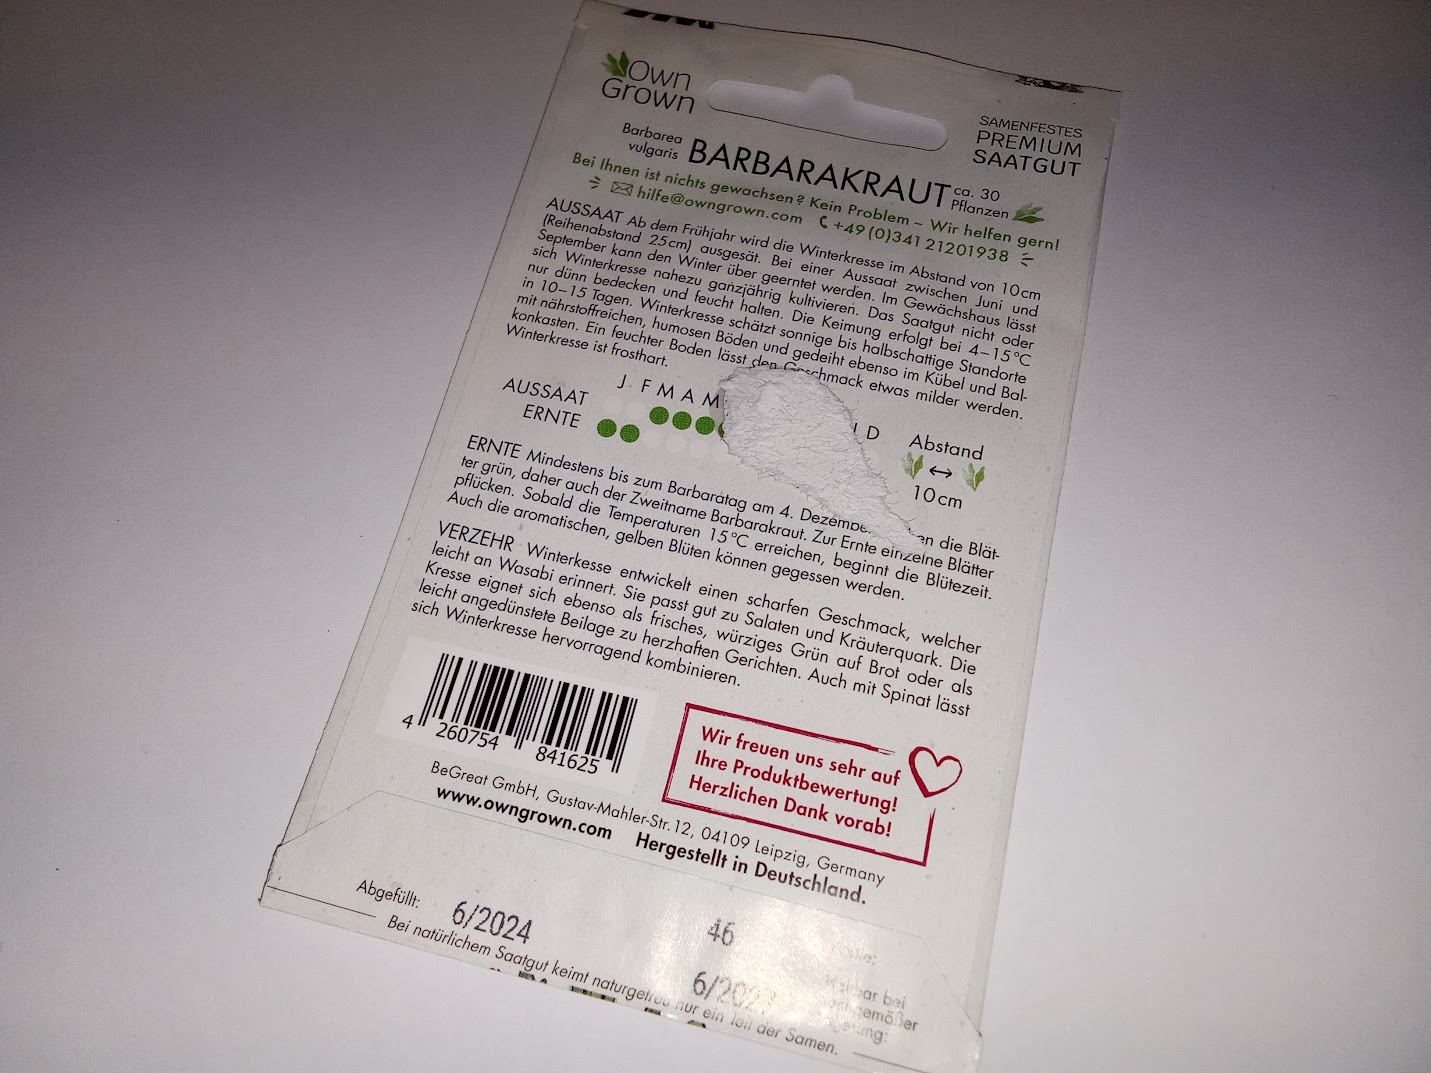 Own
Grown
SAMENFESTES
PREMIUM
SAATGUT
Barbarea
vulgaris
BARBARAKRAUT
ca. 30
Pflanzen
Bei Ihnen ist nichts gewachsen? Kein Problem – Wir helfen gern!
hilfe@owngrown.com +49 (0)341 21201938
AUSSAAT Ab dem Frühjahr wird die Winterkresse im Abstand von 10cm
(Reihenabstand 25cm) ausgesät. Bei einer Aussaat zwischen Juni und
September kann den Winter über geerntet werden. Im Gewächshaus lässt
sich Winterkresse nahezu ganzjährig kultivieren. Das Saatgut nicht oder
nur dünn bedecken und feucht halten. Die Keimung erfolgt bei 4–15°C
in 10–15 Tagen. Winterkresse schätzt sonnige bis halbschattige Standorte
mit nährstoffreichen, humosen Böden und gedeiht ebenso im Kübel und Bal-
konkasten. Ein feuchter Boden lässt den Geschmack etwas milder werden.
Winterkresse ist frosthart.
J F M A M D
AUSSAAT
ERNTE
Abstand
10cm
ERNTE Mindestens bis zum Barbaratag am 4. Dezembe en die Blät-
ter grün, daher auch der Zweitname Barbarakraut. Zur Ernte einzelne Blätter
pflücken. Sobald die Temperaturen 15°C erreichen, beginnt die Blütezeit.
Auch die aromatischen, gelben Blüten können gegessen werden.
VERZEHR Winterkesse entwickelt einen scharfen Geschmack, welcher
leicht an Wasabi erinnert. Sie passt gut zu Salaten und Kräuterquark. Die
Kresse eignet sich ebenso als frisches, würziges Grün auf Brot oder als
leicht angedünstete Beilage zu herzhaften Gerichten. Auch mit Spinat lässt
sich Winterkresse hervorragend kombinieren.
4 260754 841625
Wir freuen uns sehr auf
Ihre Produktbewertung!
Herzlichen Dank vorab!
BeGreat GmbH, Gustav-Mahler-Str. 12, 04109 Leipzig, Germany
www.owngrown.com Hergestellt in Deutschland.
Abgefüllt:
6/2024
46
Bei natürlichem Saatgut keimt naturgetreu nur ein Teil der Samen.